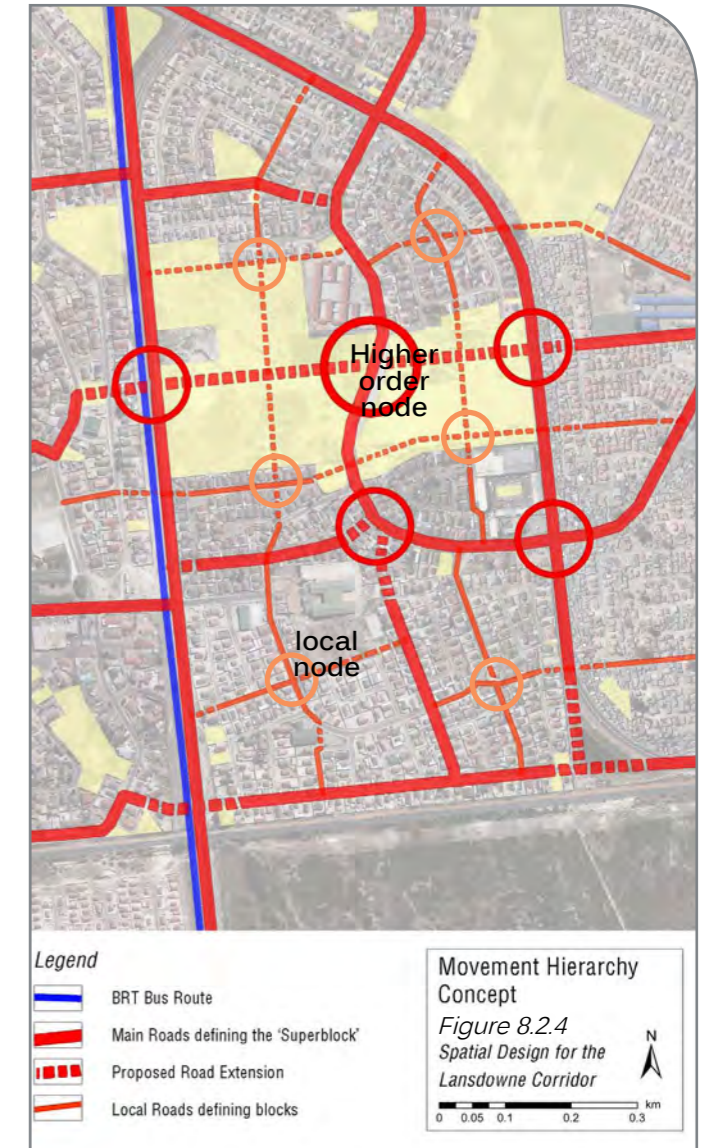 Higher
order
node
local
node
Legend
BRT Bus Route
Main Roads defining the 'Superblock'
Proposed Road Extension
Local Roads defining blocks
Movement Hierarchy
Concept
Figure 8.2.4
Spatial Design for the
Lansdowne Corridor
N
km
0 0.05 0.1 0.2 0.3